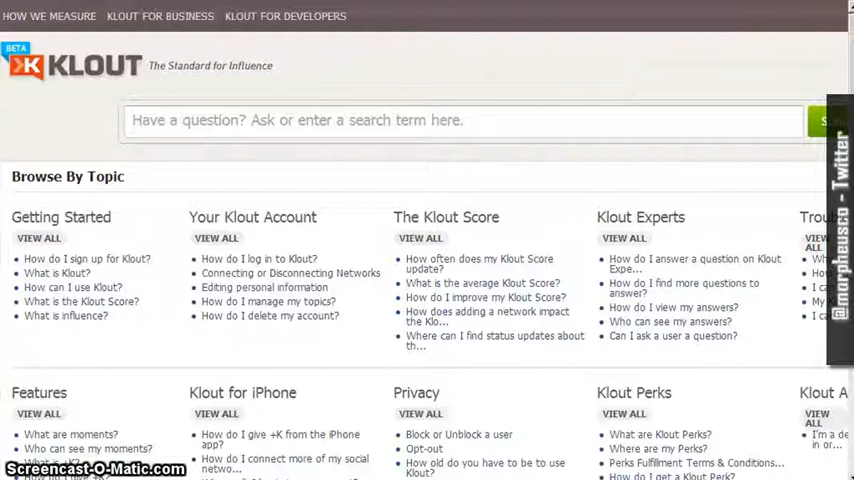 HOW WE MEASURE KLOUT FOR BUSINESS KLOUT FOR DEVELOPERS
BETA
KLOUT The Standard for Influence
Have a question? Ask or enter a search term here.
Browse By Topic
Getting Started
VIEW ALL
How do I sign up for Klout?
What is Klout?
How can I use Klout?
What is the Klout Score?
What is influence?
Your Klout Account
VIEW ALL
How do I log in to Klout?
Connecting or Disconnecting Networks
Editing personal information
How do I manage my topics?
How do I delete my account?
The Klout Score
VIEW ALL
How often does my Klout Score
update?
What is the average Klout Score?
How do I improve my Klout Score?
How does adding a network impact
the Klo...
Where can I find status updates about
th...
Klout Experts
VIEW ALL
How do I answer a question on Klout
Expe...
How do I find more questions to
answer?
How do I view my answers?
Who can see my answers?
Can I ask a user a question?
VIEW
ALL
@morpheusco - Twitter
Features
VIEW ALL
What are moments?
Who can see my moments?
What is +K?
Klout for iPhone
VIEW ALL
How do I give +K from the iPhone
app?
How do I connect more of my social
netwo...
Privacy
VIEW ALL
Block or Unblock a user
Opt-out
How old do you have to be to use
Klout?
Klout Perks
VIEW ALL
What are Klout Perks?
Where are my Perks?
Perks Fulfillment Terms & Conditions...
How do I get a Klout Perk?
Klout A
VIEW
ALL
I'm a de
in or...
Screencast-O-Matic.com